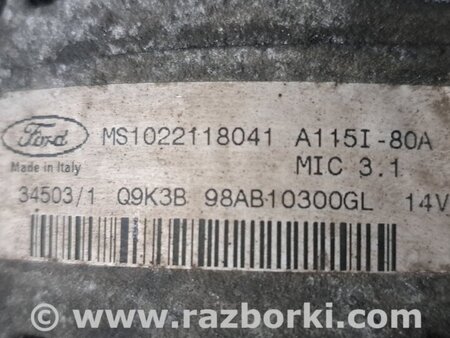 Ford MS1022118041 A115I-80A
Made in Italy MIC 3.1
34503/1 Q9K3B 98AB10300GL 14V
www.razborki.com